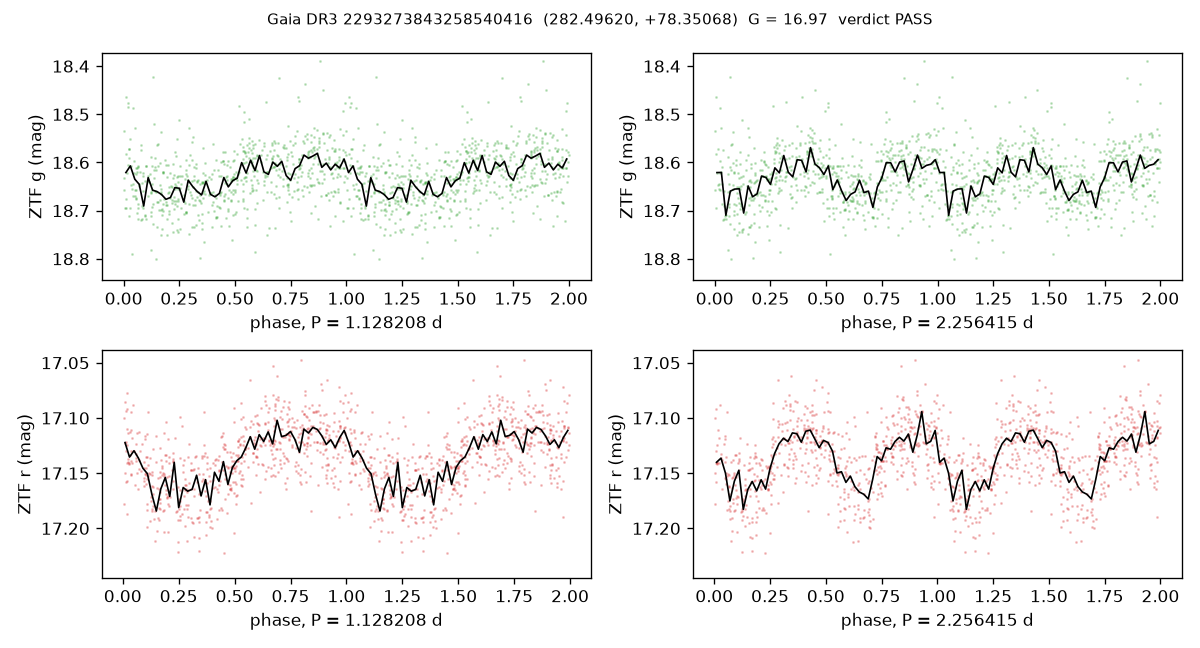 Gaia DR3 2293273843258540416 (282.49620, +78.35068) G = 16.97 verdict PASS
18.4
18.5
18.6
18.7
18.8
ZTF g (mag)
0.00 0.25 0.50 0.75 1.00 1.25 1.50 1.75 2.00
phase, P = 1.128208 d
18.4
18.5
18.6
18.7
18.8
ZTF g (mag)
0.00 0.25 0.50 0.75 1.00 1.25 1.50 1.75 2.00
phase, P = 2.256415 d
17.05
17.10
17.15
17.20
ZTF r (mag)
0.00 0.25 0.50 0.75 1.00 1.25 1.50 1.75 2.00
phase, P = 1.128208 d
17.05
17.10
17.15
17.20
ZTF r (mag)
0.00 0.25 0.50 0.75 1.00 1.25 1.50 1.75 2.00
phase, P = 2.256415 d